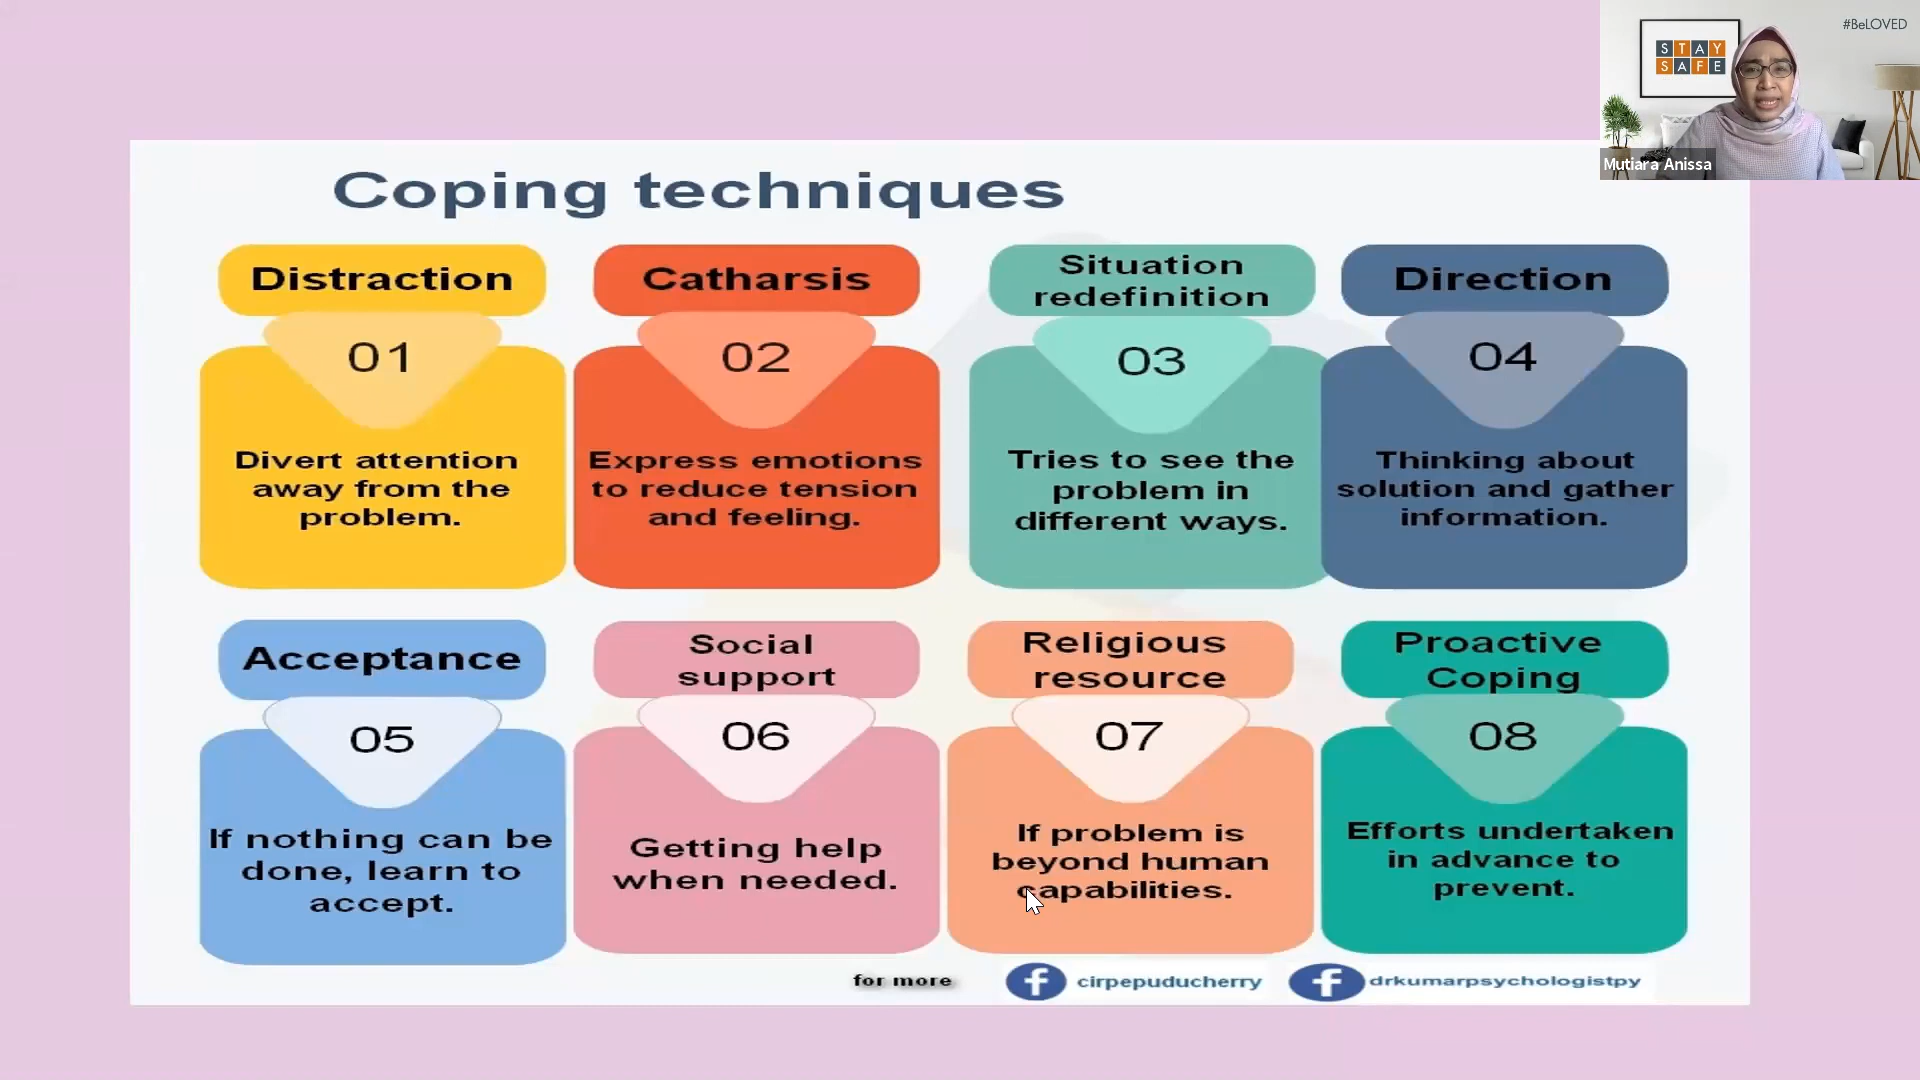 #BeLOVED
STAY
SAFE
Mutiara Anissa
Coping techniques
Distraction
01
Divert attention
away from the
problem.
Catharsis
02
Express emotions
to reduce tension
and feeling.
Situation
redefinition
03
Tries to see the
problem in
different ways.
Direction
04
Thinking about
solution and gather
information.
Acceptance
05
If nothing can be
done, learn to
accept.
Social
support
06
Getting help
when needed.
Religious
resource
07
If problem is
beyond human
capabilities.
Proactive
Coping
08
Efforts undertaken
in advance to
prevent.
for more
cirpepuducherry
drkumarpsychologistpy